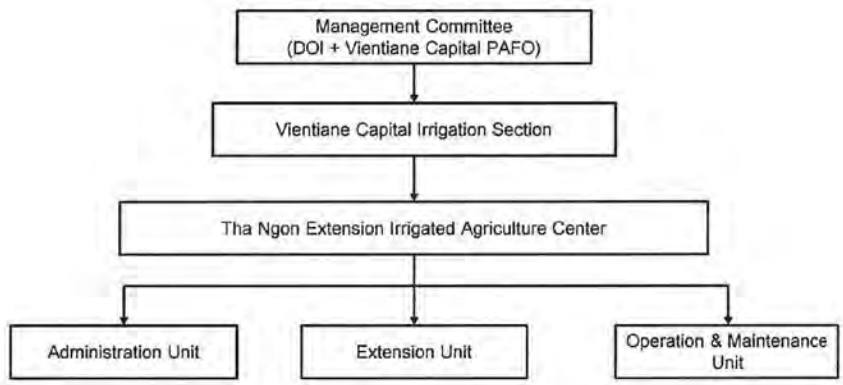 Management Committee
(DOI + Vientiane Capital PAFO)
Vientiane Capital Irrigation Section
Tha Ngon Extension Irrigated Agriculture Center
Administration Unit
Extension Unit
Operation & Maintenance
Unit